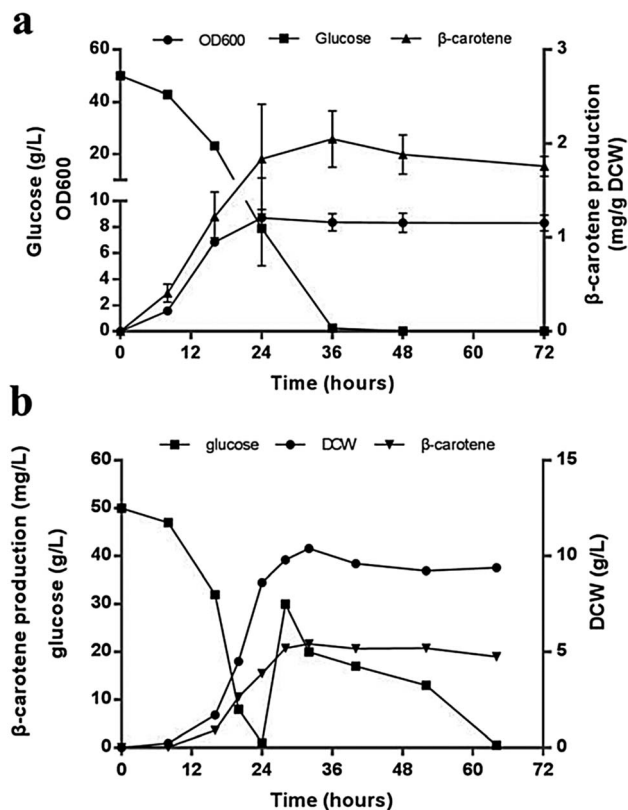 a
OD600 Glucose β-carotene
60
40
20
10
8
6
4
2
0
Glucose (g/L)
OD600
3
2
1
0
β-carotene production
(mg/g DCW)
0 12 24 36 48 60 72
Time (hours)
b
glucose DCW β-carotene
60
50
40
30
20
10
0
β-carotene production (mg/L)
glucose (g/L)
15
10
5
0
DCW (g/L)
0 12 24 36 48 60 72
Time (hours)